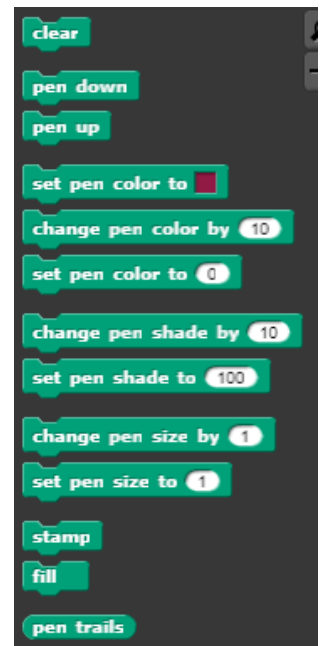 clear
pen down
pen up
set pen color to
change pen color by 10
set pen color to 0
change pen shade by 10
set pen shade to 100
change pen size by 1
set pen size to 1
stamp
fill
pen trails